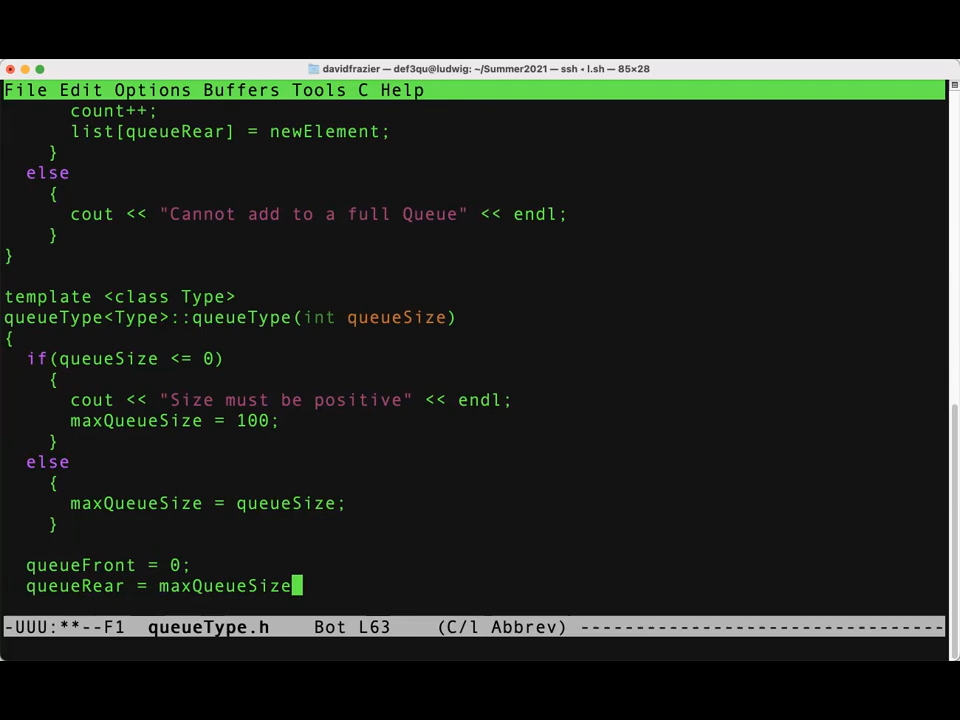 davidfrazier — def3qu@ludwig: ~/Summer2021 — ssh ◂ l.sh — 85×28
File Edit Options Buffers Tools C Help
      count++;
      list[queueRear] = newElement;
    }
  else
    {
      cout << "Cannot add to a full Queue" << endl;
    }
}

template <class Type>
queueType<Type>::queueType(int queueSize)
{
  if(queueSize <= 0)
    {
      cout << "Size must be positive" << endl;
      maxQueueSize = 100;
    }
  else
    {
      maxQueueSize = queueSize;
    }

  queueFront = 0;
  queueRear = maxQueueSize
-UUU:**--F1  queueType.h    Bot L63    (C/l Abbrev) ---------------------------------